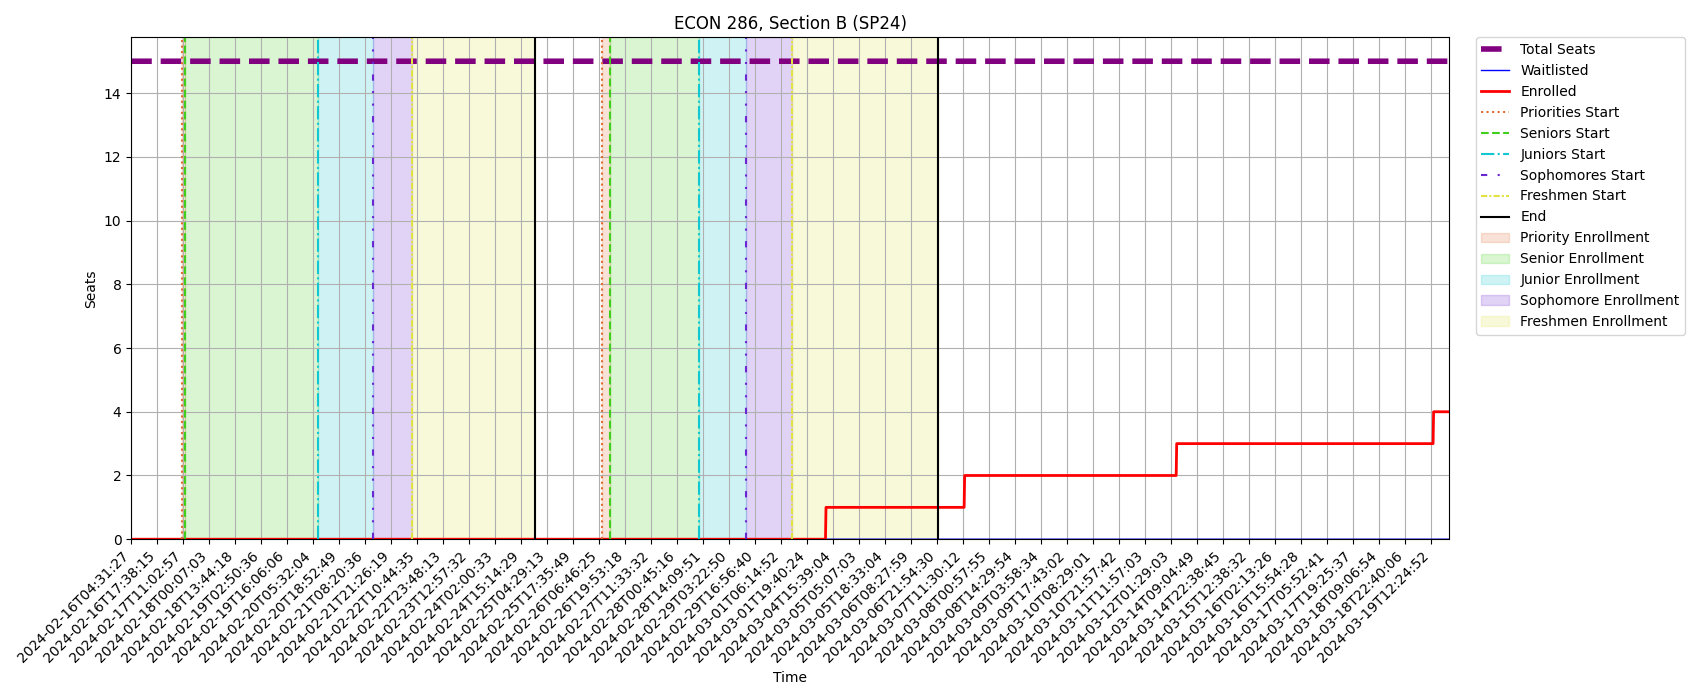 ECON 286, Section B (SP24)
Seats
14
12
10
8
6
4
2
0
2024-02-16T04:31:27
2024-02-16T17:38:15
2024-02-17T11:02:57
2024-02-18T00:07:03
2024-02-18T13:44:18
2024-02-19T02:50:36
2024-02-19T16:06:06
2024-02-20T05:32:04
2024-02-20T18:52:49
2024-02-21T08:20:36
2024-02-21T21:26:19
2024-02-22T10:44:35
2024-02-22T23:48:13
2024-02-23T12:57:32
2024-02-24T02:00:33
2024-02-24T15:14:29
2024-02-25T04:29:13
2024-02-25T17:35:49
2024-02-26T06:46:25
2024-02-26T19:53:18
2024-02-27T11:33:32
2024-02-28T00:45:16
2024-02-28T14:09:51
2024-02-29T03:22:50
2024-02-29T16:56:40
2024-03-01T06:14:52
2024-03-01T19:40:24
2024-03-04T15:39:04
2024-03-05T05:07:03
2024-03-05T18:33:04
2024-03-06T08:27:59
2024-03-06T21:54:30
2024-03-07T11:30:12
2024-03-08T00:57:55
2024-03-08T14:29:54
2024-03-09T03:58:34
2024-03-09T17:43:02
2024-03-10T08:29:01
2024-03-10T21:57:42
2024-03-11T11:57:03
2024-03-12T01:29:03
2024-03-14T09:04:49
2024-03-14T22:38:45
2024-03-15T12:38:32
2024-03-16T02:13:26
2024-03-16T15:54:28
2024-03-17T05:52:41
2024-03-17T19:25:37
2024-03-18T09:06:54
2024-03-18T22:40:06
2024-03-19T12:24:52
Time
Total Seats
Waitlisted
Enrolled
Priorities Start
Seniors Start
Juniors Start
Sophomores Start
Freshmen Start
End
Priority Enrollment
Senior Enrollment
Junior Enrollment
Sophomore Enrollment
Freshmen Enrollment